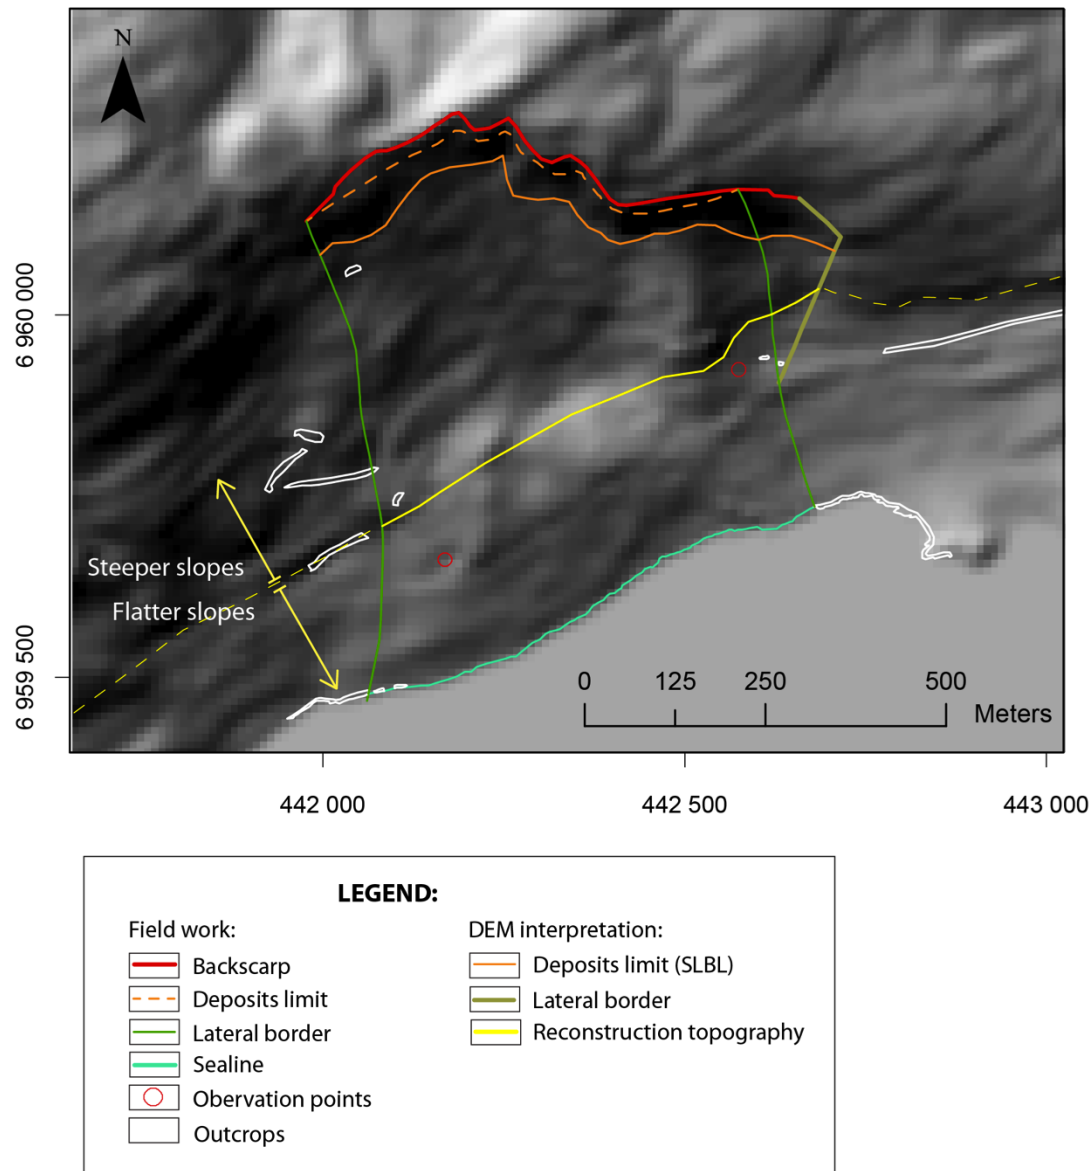 N
6 960 000
6 959 500
Steeper slopes
Flatter slopes
0 125 250 500
Meters
442 000 442 500 443 000
LEGEND:
Field work:
Backscarp
Deposits limit
Lateral border
Sealine
Obervation points
Outcrops
DEM interpretation:
Deposits limit (SLBL)
Lateral border
Reconstruction topography